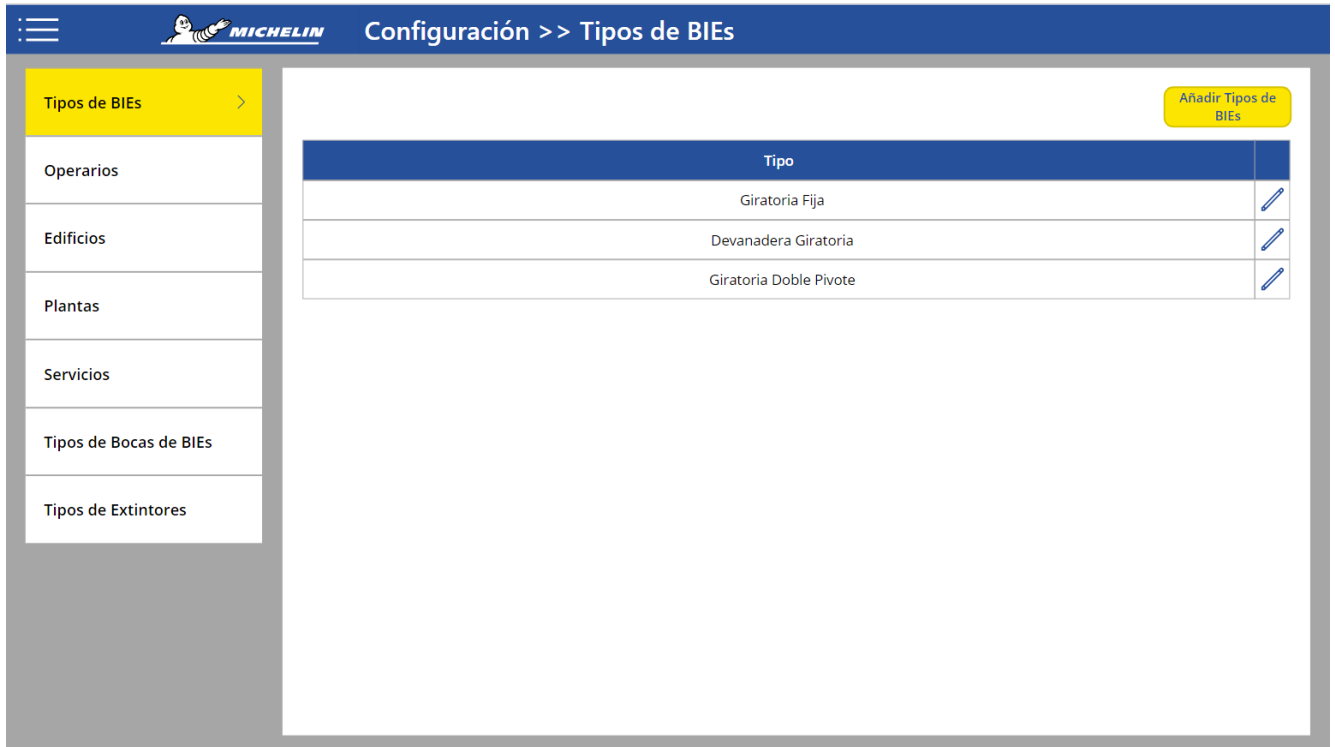 MICHELIN
Configuración >> Tipos de BIEs
Tipos de BIEs
Operarios
Edificios
Plantas
Servicios
Tipos de Bocas de BIEs
Tipos de Extintores
Añadir Tipos de
BIEs
Tipo
Giratoria Fija
Devanadera Giratoria
Giratoria Doble Pivote